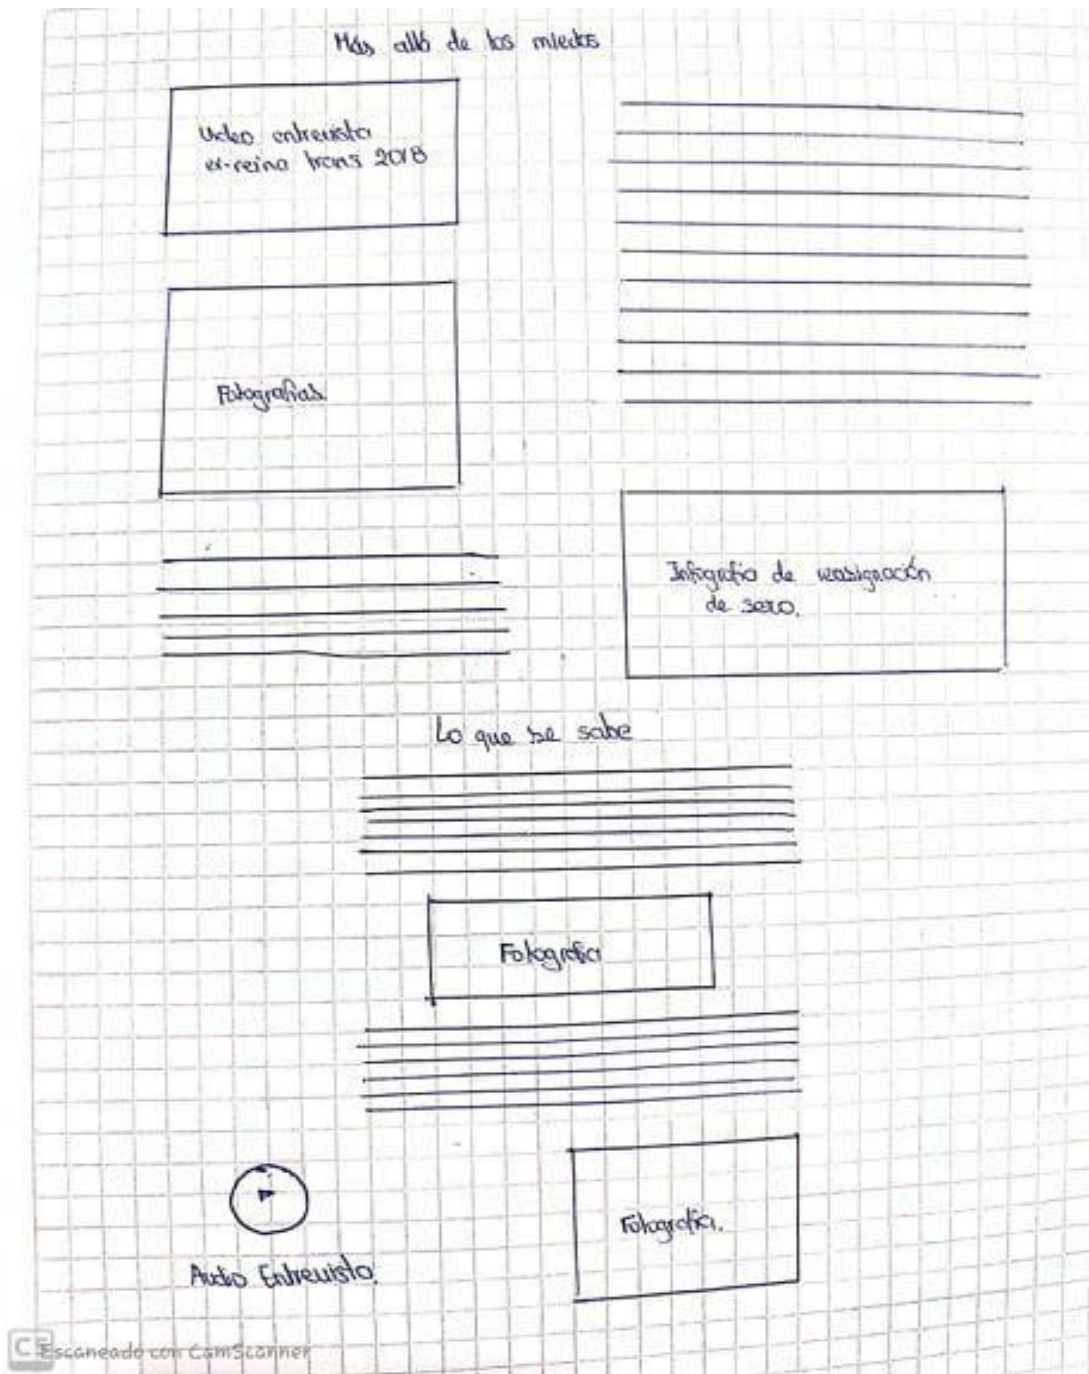 Más allá de los miedos
Video entrevista
ex-reina trans 2018
Fotografías.
Infografía de reasignación
de sexo.
Lo que se sabe
Fotografía
Fotografía.
Audio Entrevista.
CS Escaneado con CamScanner